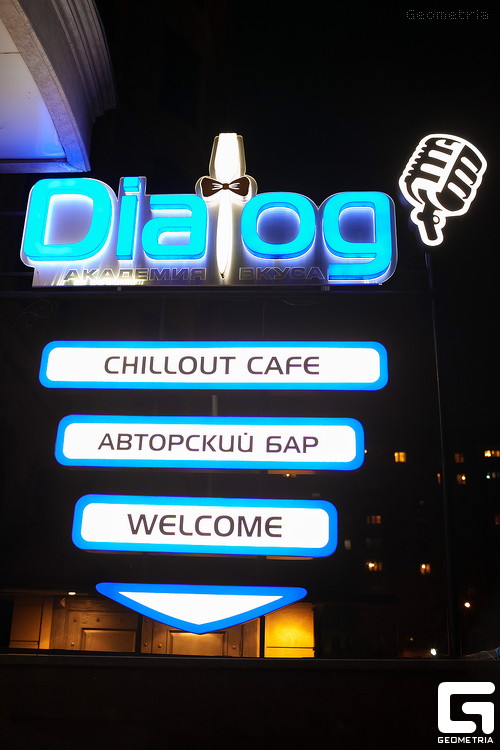 Geometria
Dialog
АКАДЕМИЯ ВКУСА
CHILLOUT CAFE
АВТОРСКИЙ БАР
WELCOME
GEOMETRIA